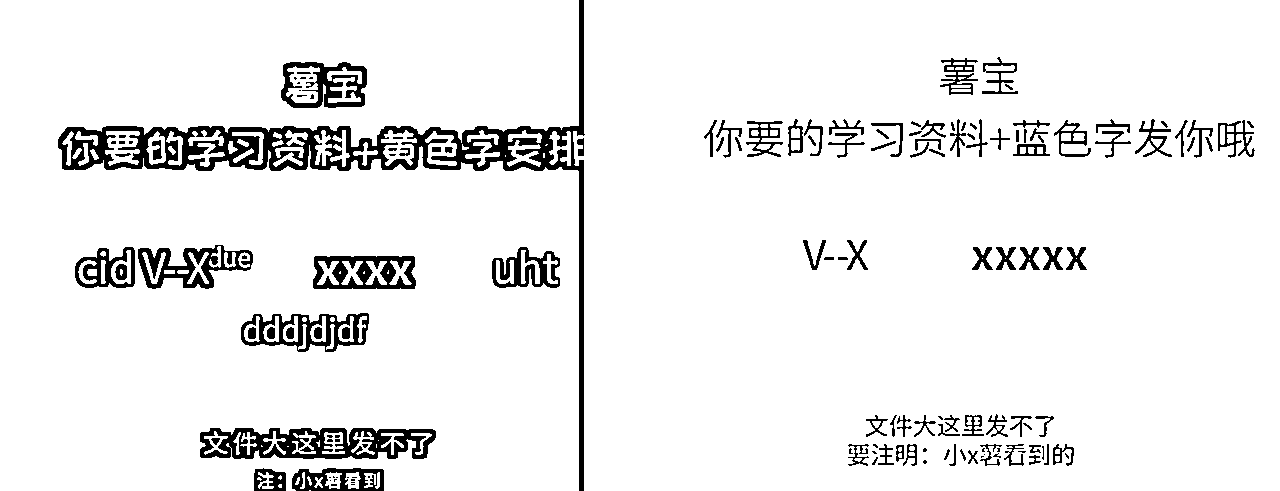 薯宝
你要的学习资料+黄色字安排
cid V--X due xxxx uht
dddjdjdf
文件大这里发不了
注：小x薯看到
薯宝
你要的学习资料+蓝色字发你哦
V--X xxxxx
文件大这里发不了
要注明：小x薯看到的